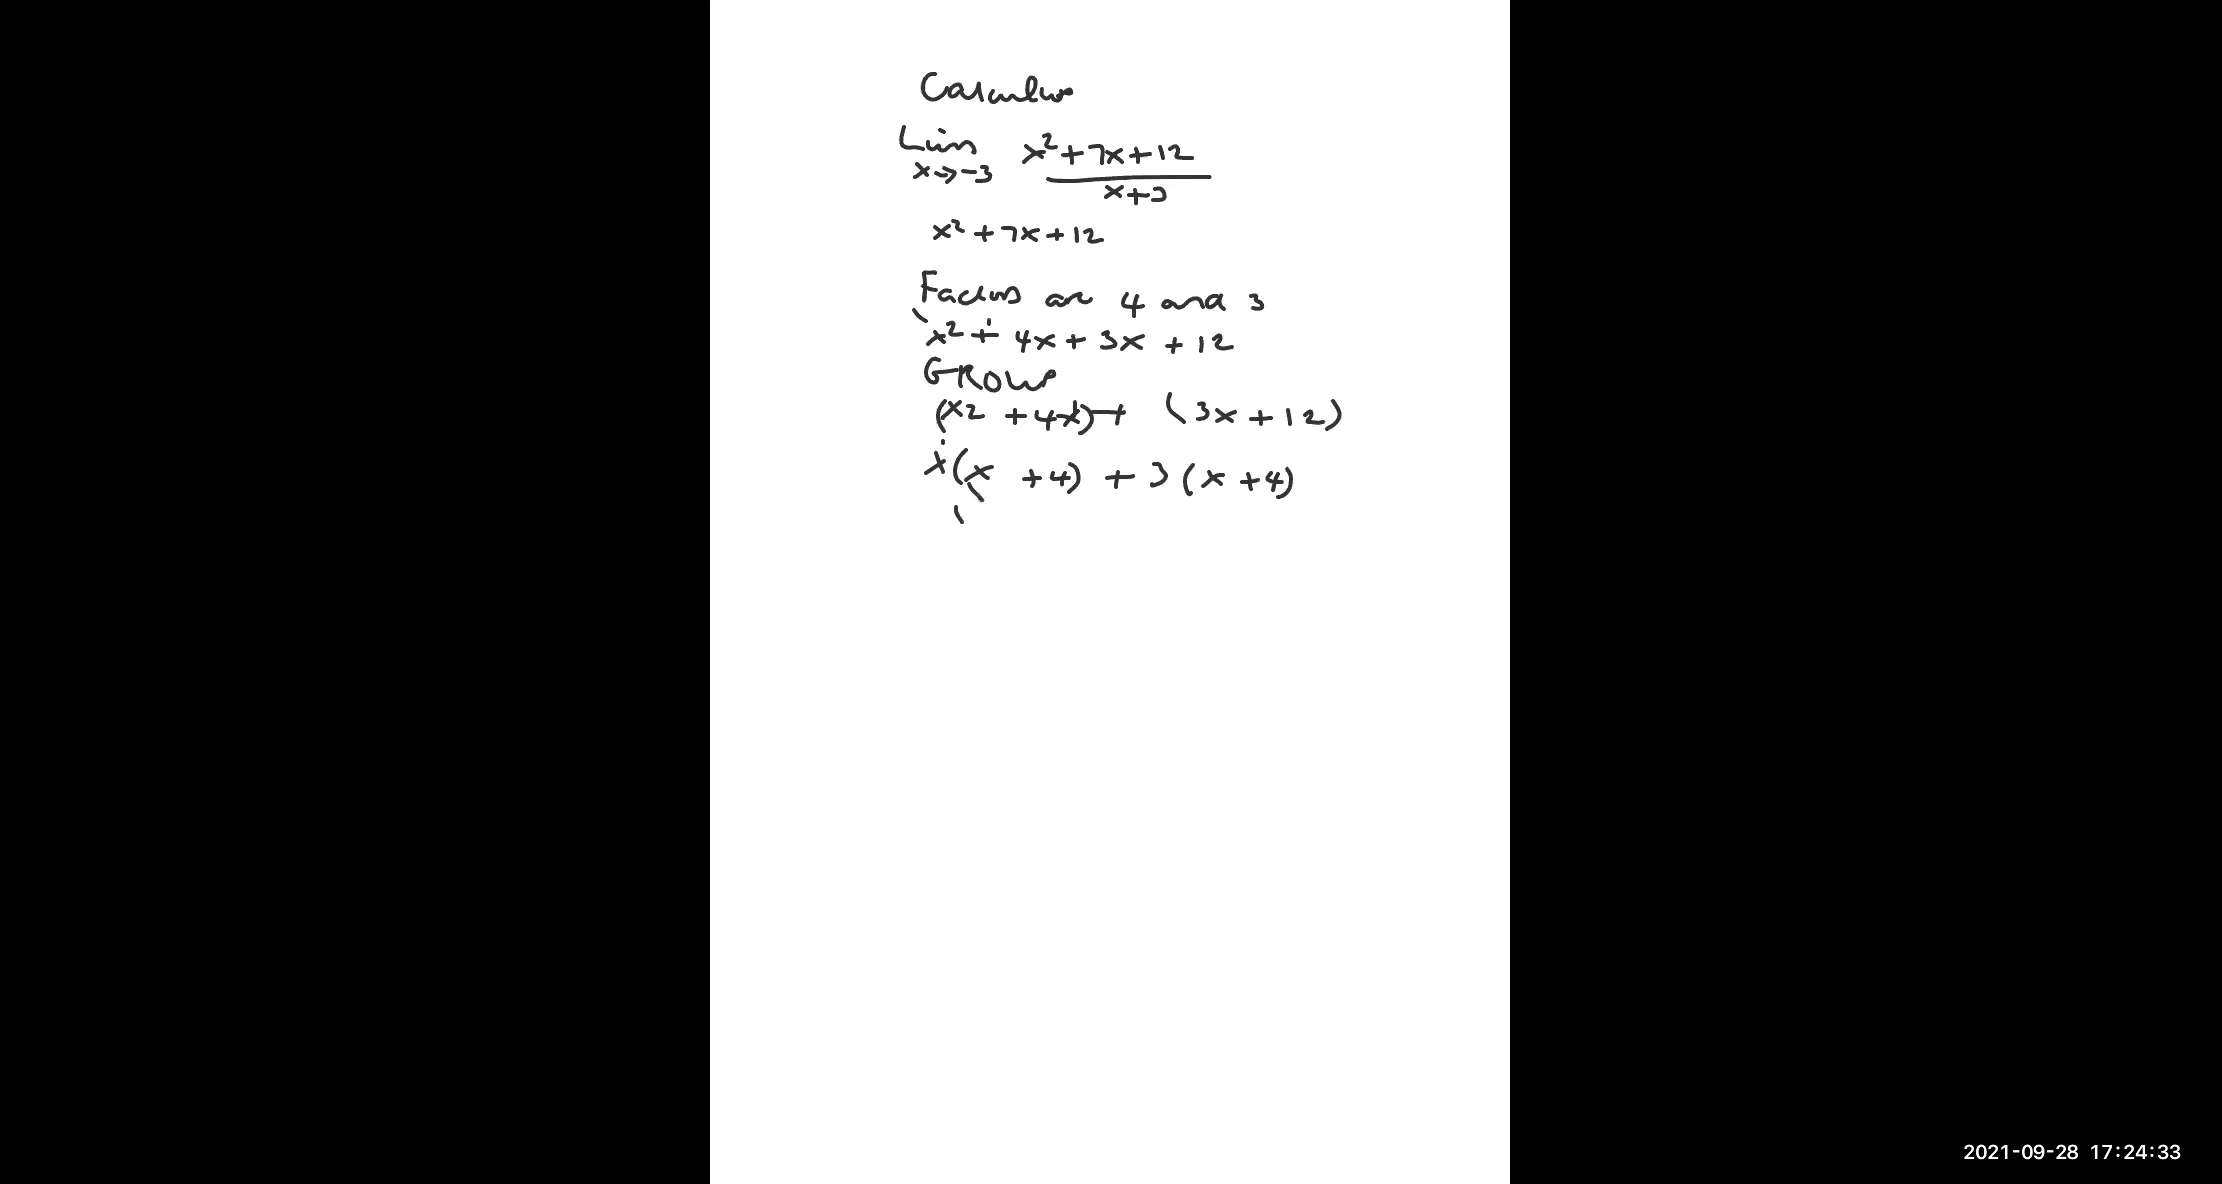 Calculus
Lim x²+7x+12
x→-3 x+3
x² + 7x + 12
Factors are 4 and 3
x² + 4x + 3x + 12
GROUP
(x2 + 4x) + (3x + 12)
x(x + 4) + 3(x + 4)
2021-09-28 17:24:33